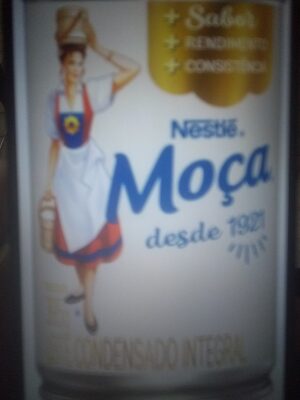 + Sabor
+ RENDIMENTO
+ CONSISTÊNCIA
Nestlé®
Moça
desde 1921
CONDENSADO INTEGRAL